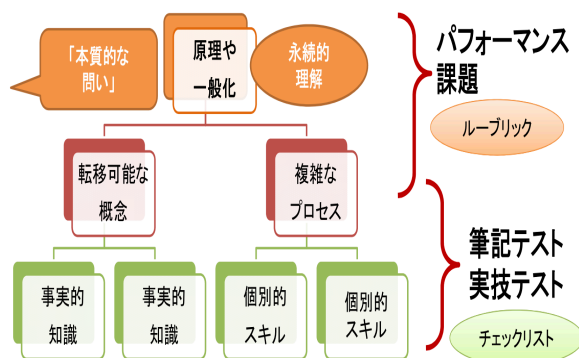 「本質的な
問い」
原理や
一般化
永続的
理解
パフォーマンス
課題
ルーブリック
転移可能な
概念
複雑な
プロセス
筆記テスト
実技テスト
チェックリスト
事実的
知識
事実的
知識
個別的
スキル
個別的
スキル